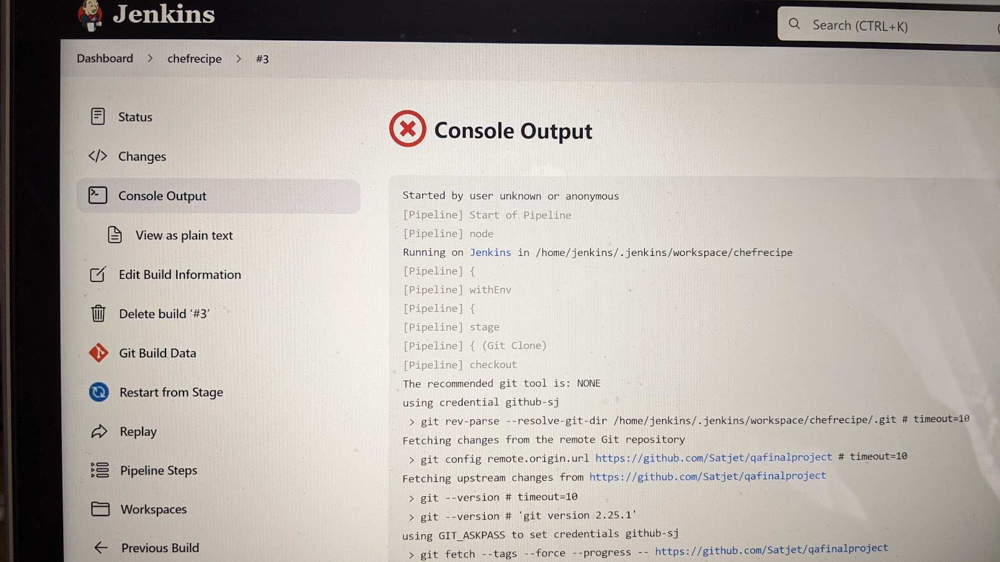 Jenkins
Search (CTRL+K)
Dashboard > chefrecipe > #3
Status
Changes
Console Output
View as plain text
Edit Build Information
Delete build ‘#3’
Git Build Data
Restart from Stage
Replay
Pipeline Steps
Workspaces
Previous Build
Console Output
Started by user unknown or anonymous
[Pipeline] Start of Pipeline
[Pipeline] node
Running on Jenkins in /home/jenkins/.jenkins/workspace/chefrecipe
[Pipeline] {
[Pipeline] withEnv
[Pipeline] {
[Pipeline] stage
[Pipeline] { (Git Clone)
[Pipeline] checkout
The recommended git tool is: NONE
using credential github-sj
> git rev-parse --resolve-git-dir /home/jenkins/.jenkins/workspace/chefrecipe/.git # timeout=10
Fetching changes from the remote Git repository
> git config remote.origin.url https://github.com/Satjet/qafinalproject # timeout=10
Fetching upstream changes from https://github.com/Satjet/qafinalproject
> git --version # timeout=10
> git --version # 'git version 2.25.1'
using GIT_ASKPASS to set credentials github-sj
> git fetch --tags --force --progress -- https://github.com/Satjet/qafinalproject